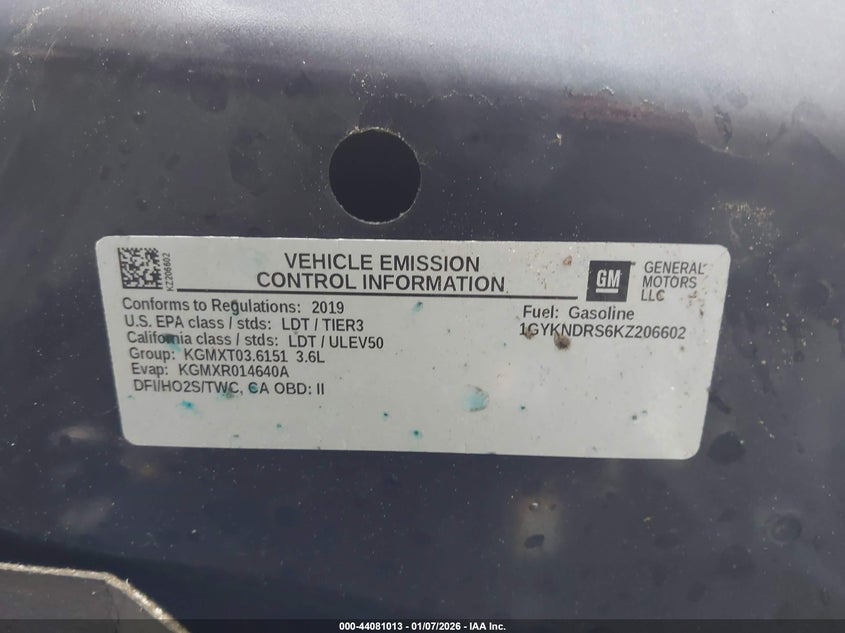 KZ206602
VEHICLE EMISSION
CONTROL INFORMATION
GM
GENERAL
MOTORS
LLC
Conforms to Regulations: 2019
U.S. EPA class / stds: LDT / TIER3
California class / stds: LDT / ULEV50
Group: KGMXT03.6151 3.6L
Evap: KGMXR014640A
DFI/HO2S/TWC, CA OBD: II
Fuel: Gasoline
1GYKNDRS6KZ206602
000-44081013 - 01/07/2026 - IAA Inc.